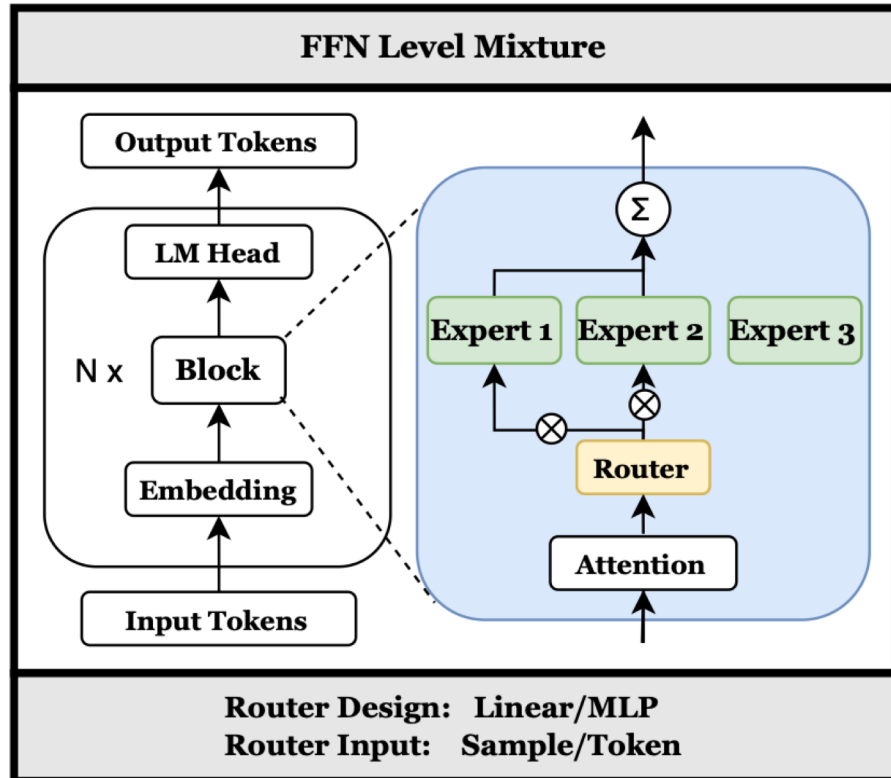 FFN Level Mixture
Output Tokens
LM Head
N x
Block
Embedding
Input Tokens
Σ
Expert 1
Expert 2
Expert 3
Router
Attention
Router Design: Linear/MLP
Router Input: Sample/Token